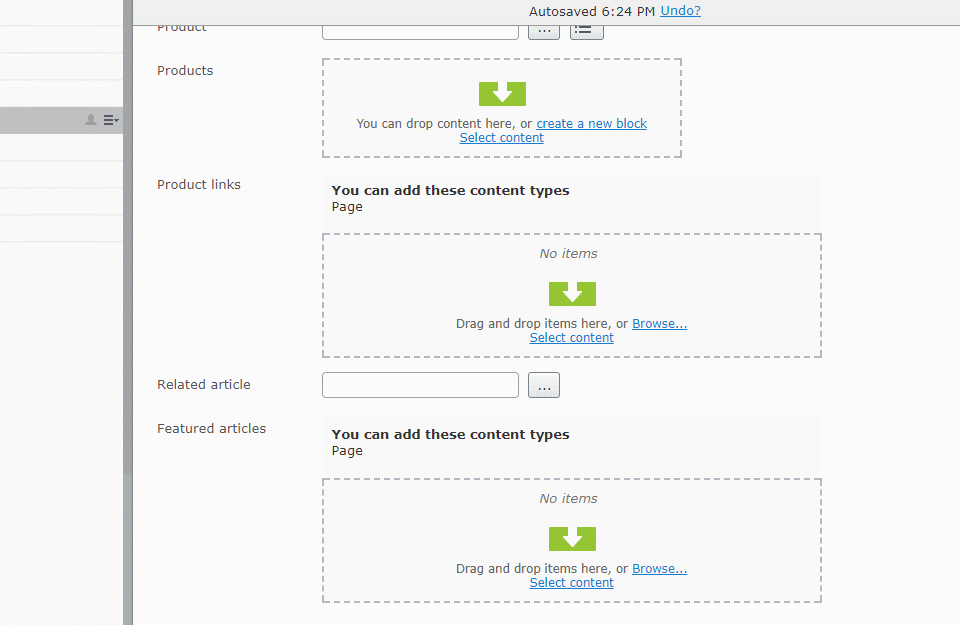 Autosaved 6:24 PM Undo?
Product
...
Products
You can drop content here, or create a new block
Select content
Product links
You can add these content types
Page
No items
Drag and drop items here, or Browse...
Select content
Related article
...
Featured articles
You can add these content types
Page
No items
Drag and drop items here, or Browse...
Select content